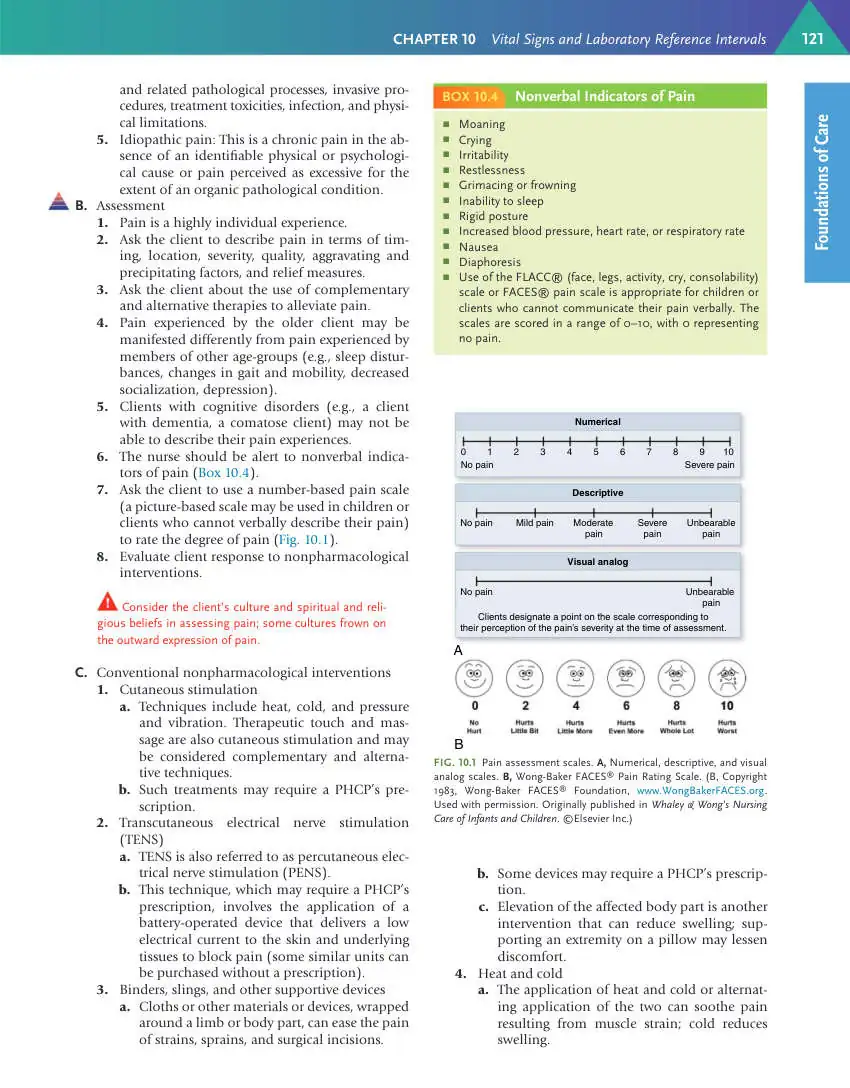 CHAPTER 10 Vital Signs and Laboratory Reference Intervals 121
Foundations of Care
and related pathological processes, invasive pro-
cedures, treatment toxicities, infection, and physi-
cal limitations.
5. Idiopathic pain: This is a chronic pain in the ab-
sence of an identifiable physical or psychologi-
cal cause or pain perceived as excessive for the
extent of an organic pathological condition.
B. Assessment
1. Pain is a highly individual experience.
2. Ask the client to describe pain in terms of tim-
ing, location, severity, quality, aggravating and
precipitating factors, and relief measures.
3. Ask the client about the use of complementary
and alternative therapies to alleviate pain.
4. Pain experienced by the older client may be
manifested differently from pain experienced by
members of other age-groups (e.g., sleep distur-
bances, changes in gait and mobility, decreased
socialization, depression).
5. Clients with cognitive disorders (e.g., a client
with dementia, a comatose client) may not be
able to describe their pain experiences.
6. The nurse should be alert to nonverbal indica-
tors of pain (Box 10.4).
7. Ask the client to use a number-based pain scale
(a picture-based scale may be used in children or
clients who cannot verbally describe their pain)
to rate the degree of pain (Fig. 10.1).
8. Evaluate client response to nonpharmacological
interventions.
! Consider the client's culture and spiritual and reli-
gious beliefs in assessing pain; some cultures frown on
the outward expression of pain.
C. Conventional nonpharmacological interventions
1. Cutaneous stimulation
a. Techniques include heat, cold, and pressure
and vibration. Therapeutic touch and mas-
sage are also cutaneous stimulation and may
be considered complementary and alterna-
tive techniques.
b. Such treatments may require a PHCP's pre-
scription.
2. Transcutaneous electrical nerve stimulation
(TENS)
a. TENS is also referred to as percutaneous elec-
trical nerve stimulation (PENS).
b. This technique, which may require a PHCP's
prescription, involves the application of a
battery-operated device that delivers a low
electrical current to the skin and underlying
tissues to block pain (some similar units can
be purchased without a prescription).
3. Binders, slings, and other supportive devices
a. Cloths or other materials or devices, wrapped
around a limb or body part, can ease the pain
of strains, sprains, and surgical incisions.
BOX 10.4 Nonverbal Indicators of Pain
■ Moaning
■ Crying
■ Irritability
■ Restlessness
■ Grimacing or frowning
■ Inability to sleep
■ Rigid posture
■ Increased blood pressure, heart rate, or respiratory rate
■ Nausea
■ Diaphoresis
■ Use of the FLACC® (face, legs, activity, cry, consolability)
scale or FACES® pain scale is appropriate for children or
clients who cannot communicate their pain verbally. The
scales are scored in a range of 0–10, with 0 representing
no pain.
Numerical
0 1 2 3 4 5 6 7 8 9 10
No pain Severe pain
Descriptive
No pain Mild pain Moderate Severe Unbearable
pain pain pain
Visual analog
No pain Unbearable
pain
Clients designate a point on the scale corresponding to
their perception of the pain's severity at the time of assessment.
A
0 2 4 6 8 10
No Hurts Hurts Hurts Hurts Hurts
Hurt Little Bit Little More Even More Whole Lot Worst
B
FIG. 10.1 Pain assessment scales. A, Numerical, descriptive, and visual
analog scales. B, Wong-Baker FACES® Pain Rating Scale. (B, Copyright
1983, Wong-Baker FACES® Foundation, www.WongBakerFACES.org.
Used with permission. Originally published in Whaley & Wong's Nursing
Care of Infants and Children. ©Elsevier Inc.)
b. Some devices may require a PHCP's prescrip-
tion.
c. Elevation of the affected body part is another
intervention that can reduce swelling; sup-
porting an extremity on a pillow may lessen
discomfort.
4. Heat and cold
a. The application of heat and cold or alternat-
ing application of the two can soothe pain
resulting from muscle strain; cold reduces
swelling.